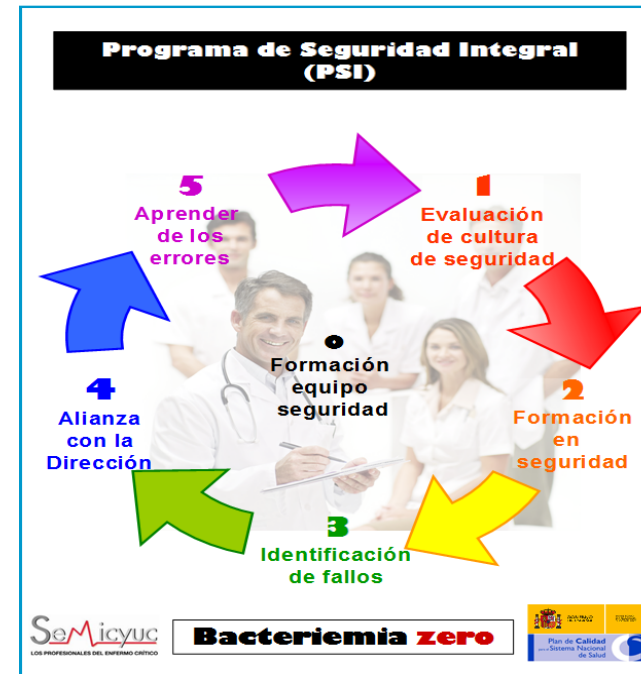 Programa de Seguridad Integral
(PSI)
5
Aprender
de los
errores
1
Evaluación
de cultura
de seguridad
0
Formación
equipo
seguridad
4
Alianza
con la
Dirección
2
Formación
en
seguridad
3
Identificación
de fallos
SeMicyuc
LOS PROFESIONALES DEL ENFERMO CRÍTICO
Bacteriemia zero
Plan de Calidad
para el Sistema Nacional
de Salud